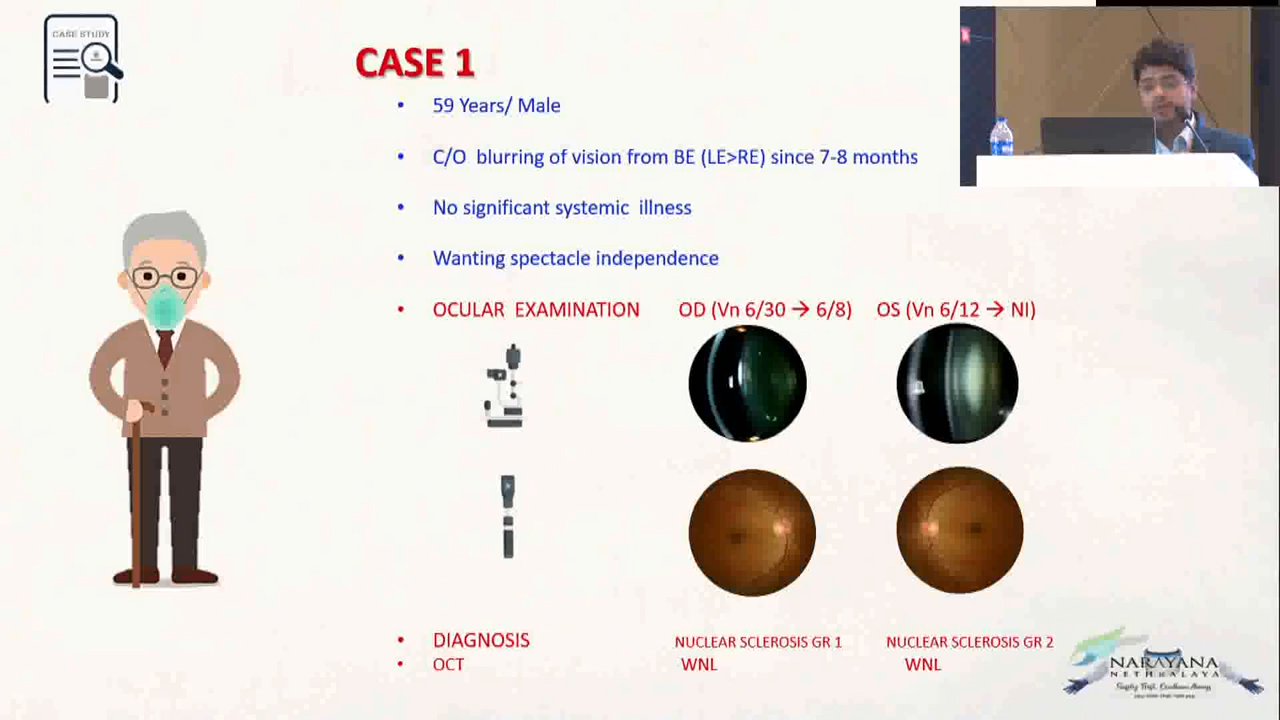 CASE STUDY
CASE 1
• 59 Years/ Male
• C/O blurring of vision from BE (LE>RE) since 7-8 months
• No significant systemic illness
• Wanting spectacle independence
• OCULAR EXAMINATION OD (Vn 6/30 → 6/8) OS (Vn 6/12 → NI)
• DIAGNOSIS NUCLEAR SCLEROSIS GR 1 NUCLEAR SCLEROSIS GR 2
• OCT WNL WNL
NARAYANA
NETHRALAYA